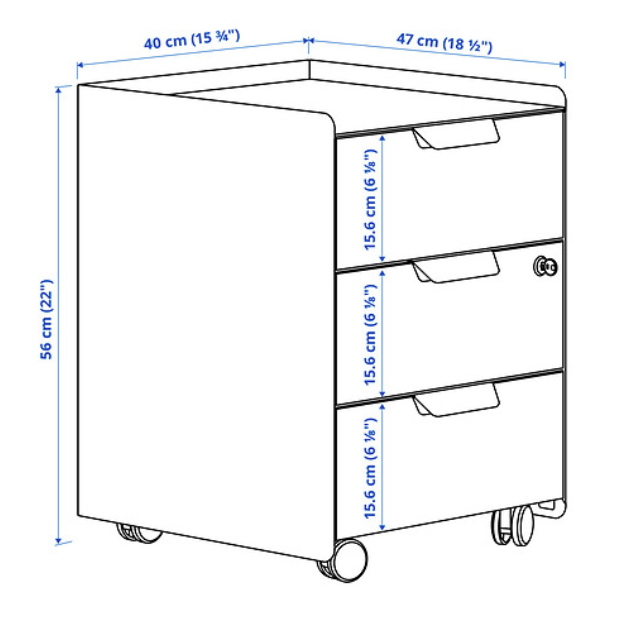 40 cm (15 ¾")
47 cm (18 ½")
15.6 cm (6 ⅛")
56 cm (22")
15.6 cm (6 ⅛")
15.6 cm (6 ⅛")